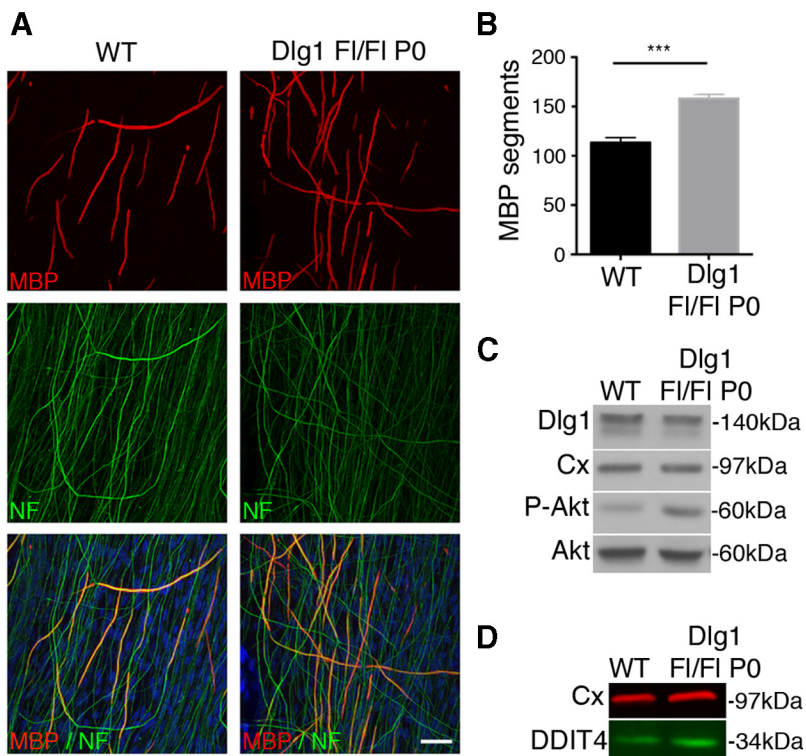 A
WT
Dlg1 Fl/Fl P0
MBP
MBP
NF
NF
MBP / NF
MBP / NF
B
MBP segments
200
150
100
50
0
***
WT
Dlg1
Fl/Fl P0
C
Dlg1
WT Fl/Fl P0
Dlg1 -140kDa
Cx -97kDa
P-Akt -60kDa
Akt -60kDa
D
Dlg1
WT Fl/Fl P0
Cx -97kDa
DDIT4 -34kDa